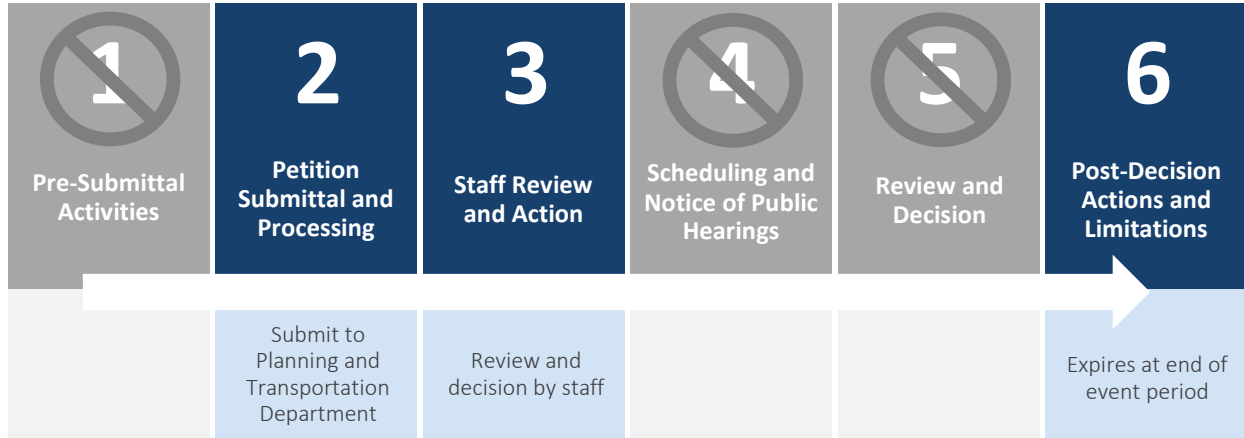 1
Pre-Submittal
Activities
2
Petition
Submittal and
Processing
3
Staff Review
and Action
4
Scheduling and
Notice of Public
Hearings
5
Review and
Decision
6
Post-Decision
Actions and
Limitations
Submit to
Planning and
Transportation
Department
Review and
decision by staff
Expires at end of
event period